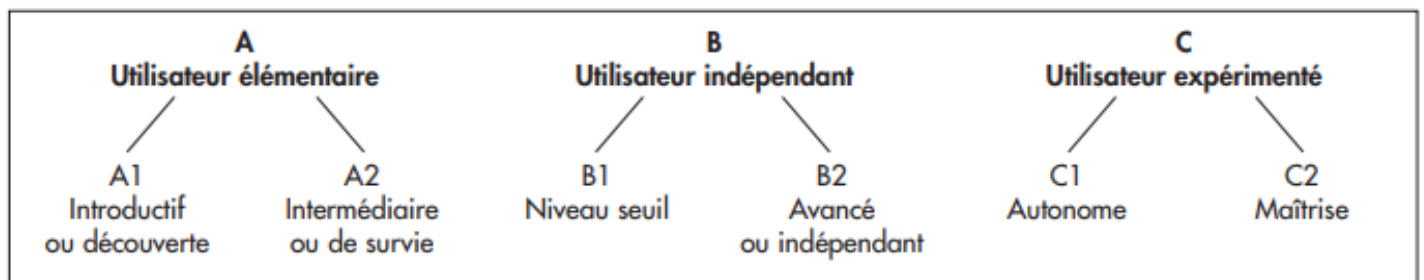 A
Utilisateur élémentaire
B
Utilisateur indépendant
C
Utilisateur expérimenté
A1
Introductif
ou découverte
A2
Intermédiaire
ou de survie
B1
Niveau seuil
B2
Avancé
ou indépendant
C1
Autonome
C2
Maîtrise